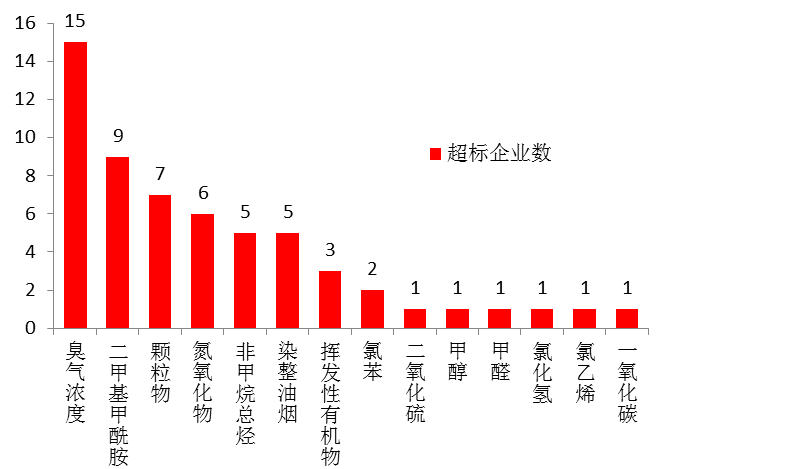 16
14
12
10
8
6
4
2
0
15
9
7
6
5
5
3
2
1
1
1
1
1
1
超标企业数
臭气浓度
二甲基甲酰胺
颗粒物
氮氧化物
非甲烷总烃
染整油烟
挥发性有机物
氯苯
二氧化硫
甲醇
甲醛
氯化氢
氯乙烯
一氧化碳